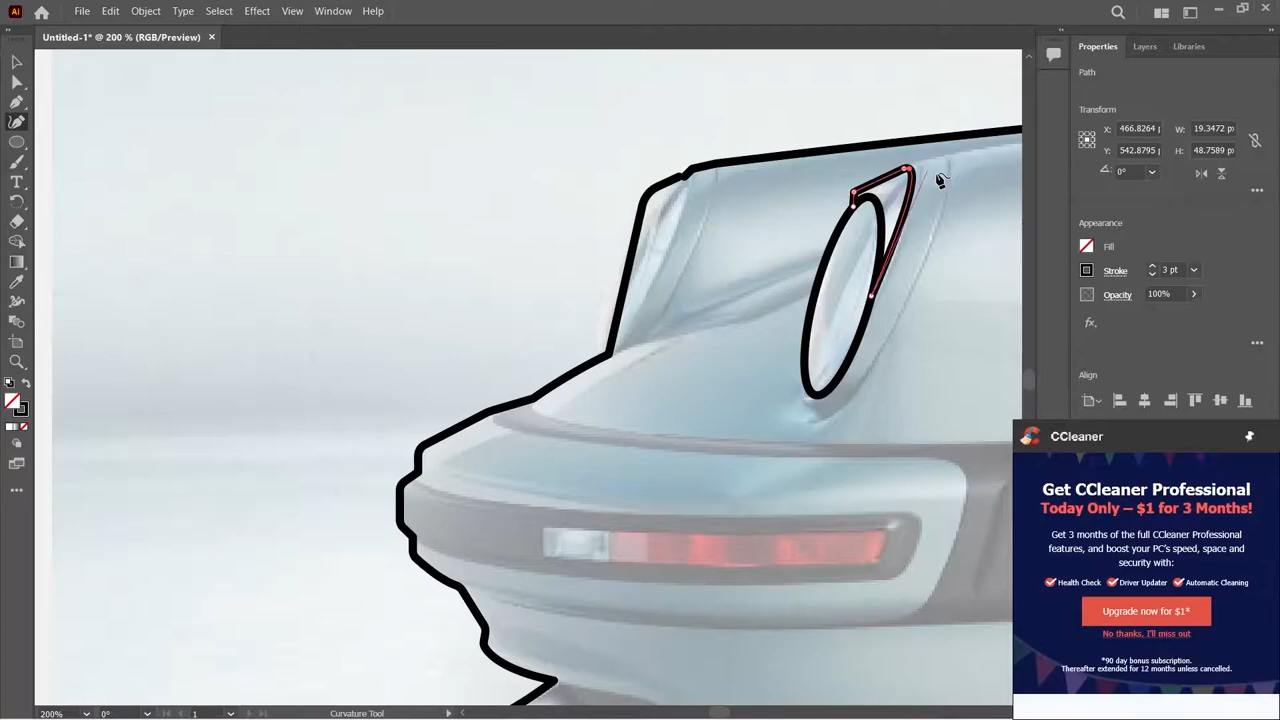 Ai File Edit Object Type Select Effect View Window Help
Untitled-1* @ 200 % (RGB/Preview) ×
Properties Layers Libraries
Path
Transform
X: 466.8264 p W: 19.3472 px
Y: 542.8795 H: 48.7589 px
0°
Appearance
Fill
Stroke 3 pt
Opacity 100%
fx
Align
CCleaner
Get CCleaner Professional
Today Only – $1 for 3 Months!
Get 3 months of the full CCleaner Professional
features, and boost your PC's speed, space and
security with:
Health Check Driver Updater Automatic Cleaning
Upgrade now for $1*
No thanks, I'll miss out
*90 day bonus subscription.
Thereafter extended for 12 months unless cancelled.
200% 0° 1 Curvature Tool